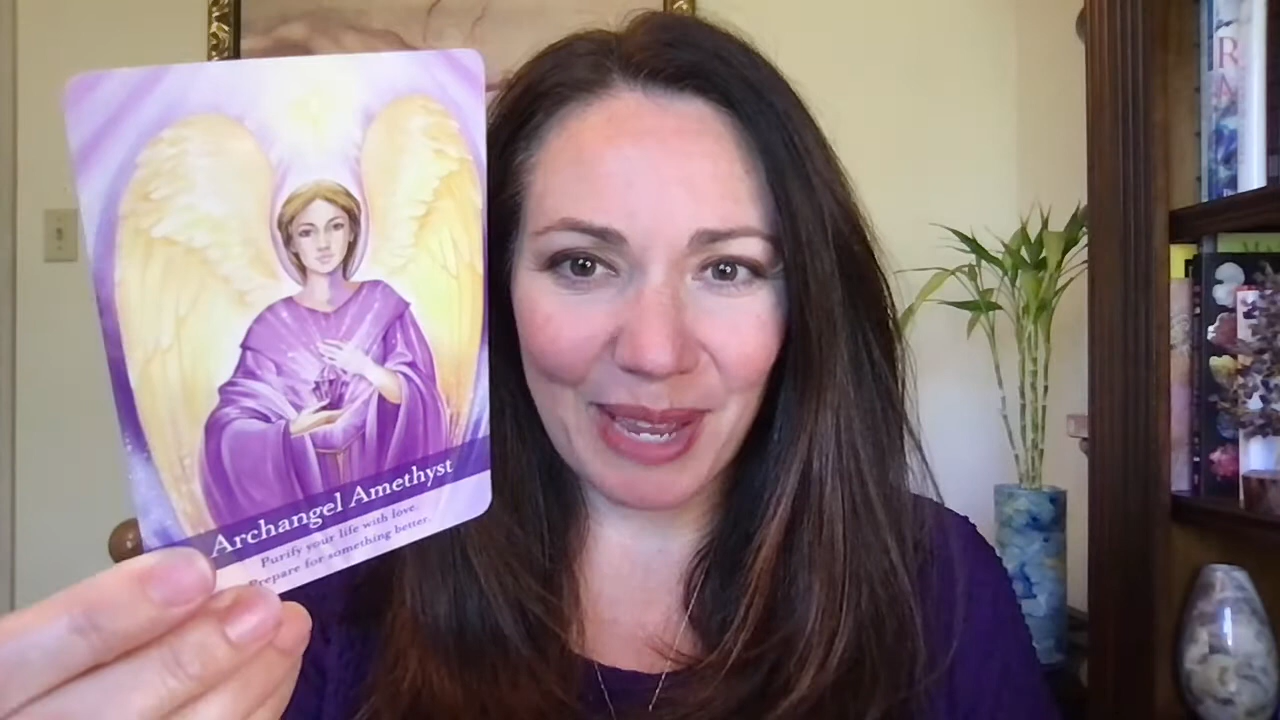 Archangel Amethyst
Purify your life with love.
Prepare for something better.
R
A